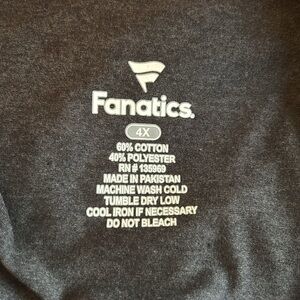 Fanatics.
4X
60% COTTON
40% POLYESTER
RN # 135969
MADE IN PAKISTAN
MACHINE WASH COLD
TUMBLE DRY LOW
COOL IRON IF NECESSARY
DO NOT BLEACH